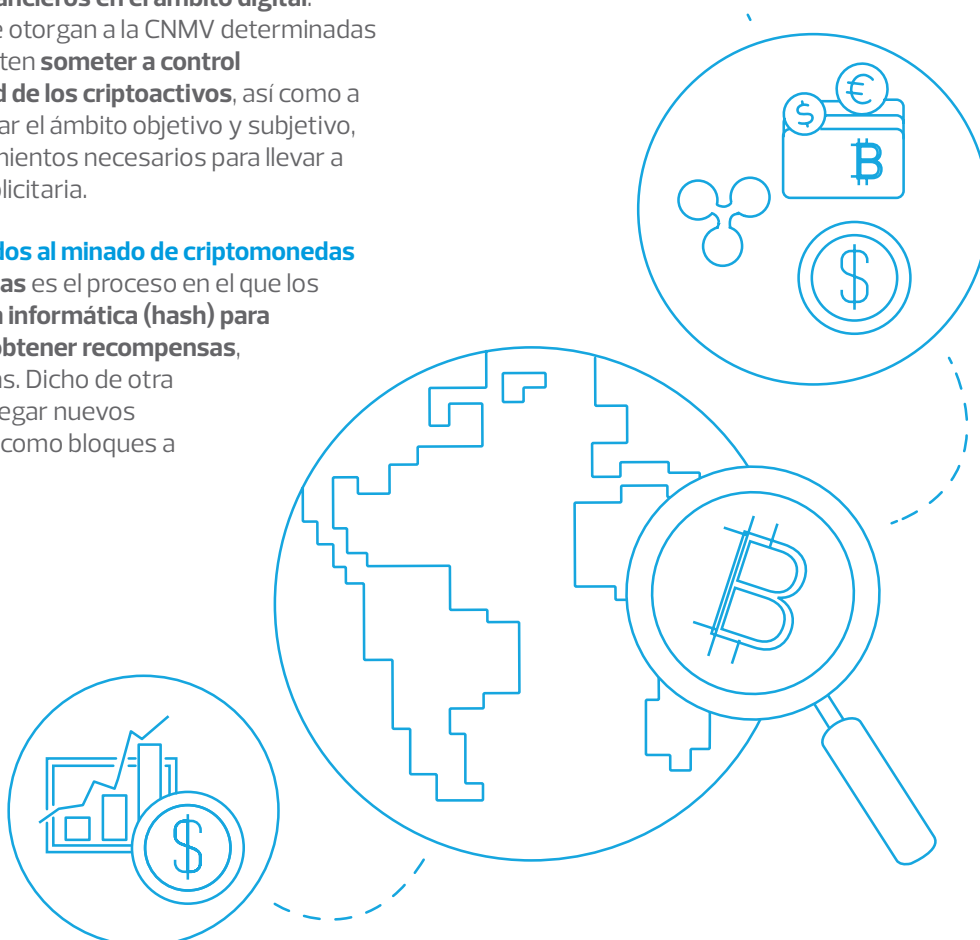 ancieros en el ámbito digital.
e otorgan a la CNMV determinadas
ten someter a control
d de los criptoactivos, así como a
ar el ámbito objetivo y subjetivo,
mientos necesarios para llevar a
olicitaria.
dos al minado de criptomonedas
as es el proceso en el que los
a informática (hash) para
obtener recompensas,
as. Dicho de otra
egar nuevos
como bloques a